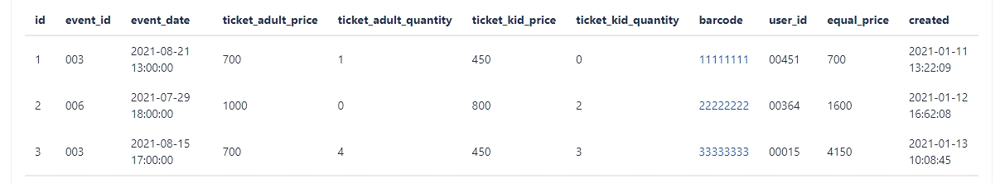 id event_id event_date ticket_adult_price ticket_adult_quantity ticket_kid_price ticket_kid_quantity barcode user_id equal_price created
1 003 2021-08-21 13:00:00 700 1 450 0 11111111 00451 700 2021-01-11 13:22:09
2 006 2021-07-29 18:00:00 1000 0 800 2 22222222 00364 1600 2021-01-12 16:62:08
3 003 2021-08-15 17:00:00 700 4 450 3 33333333 00015 4150 2021-01-13 10:08:45